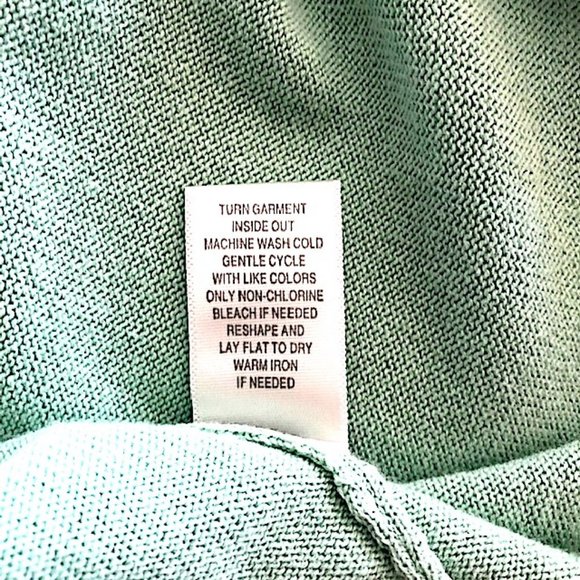 TURN GARMENT
INSIDE OUT
MACHINE WASH COLD
GENTLE CYCLE
WITH LIKE COLORS
ONLY NON-CHLORINE
BLEACH IF NEEDED
RESHAPE AND
LAY FLAT TO DRY
WARM IRON
IF NEEDED